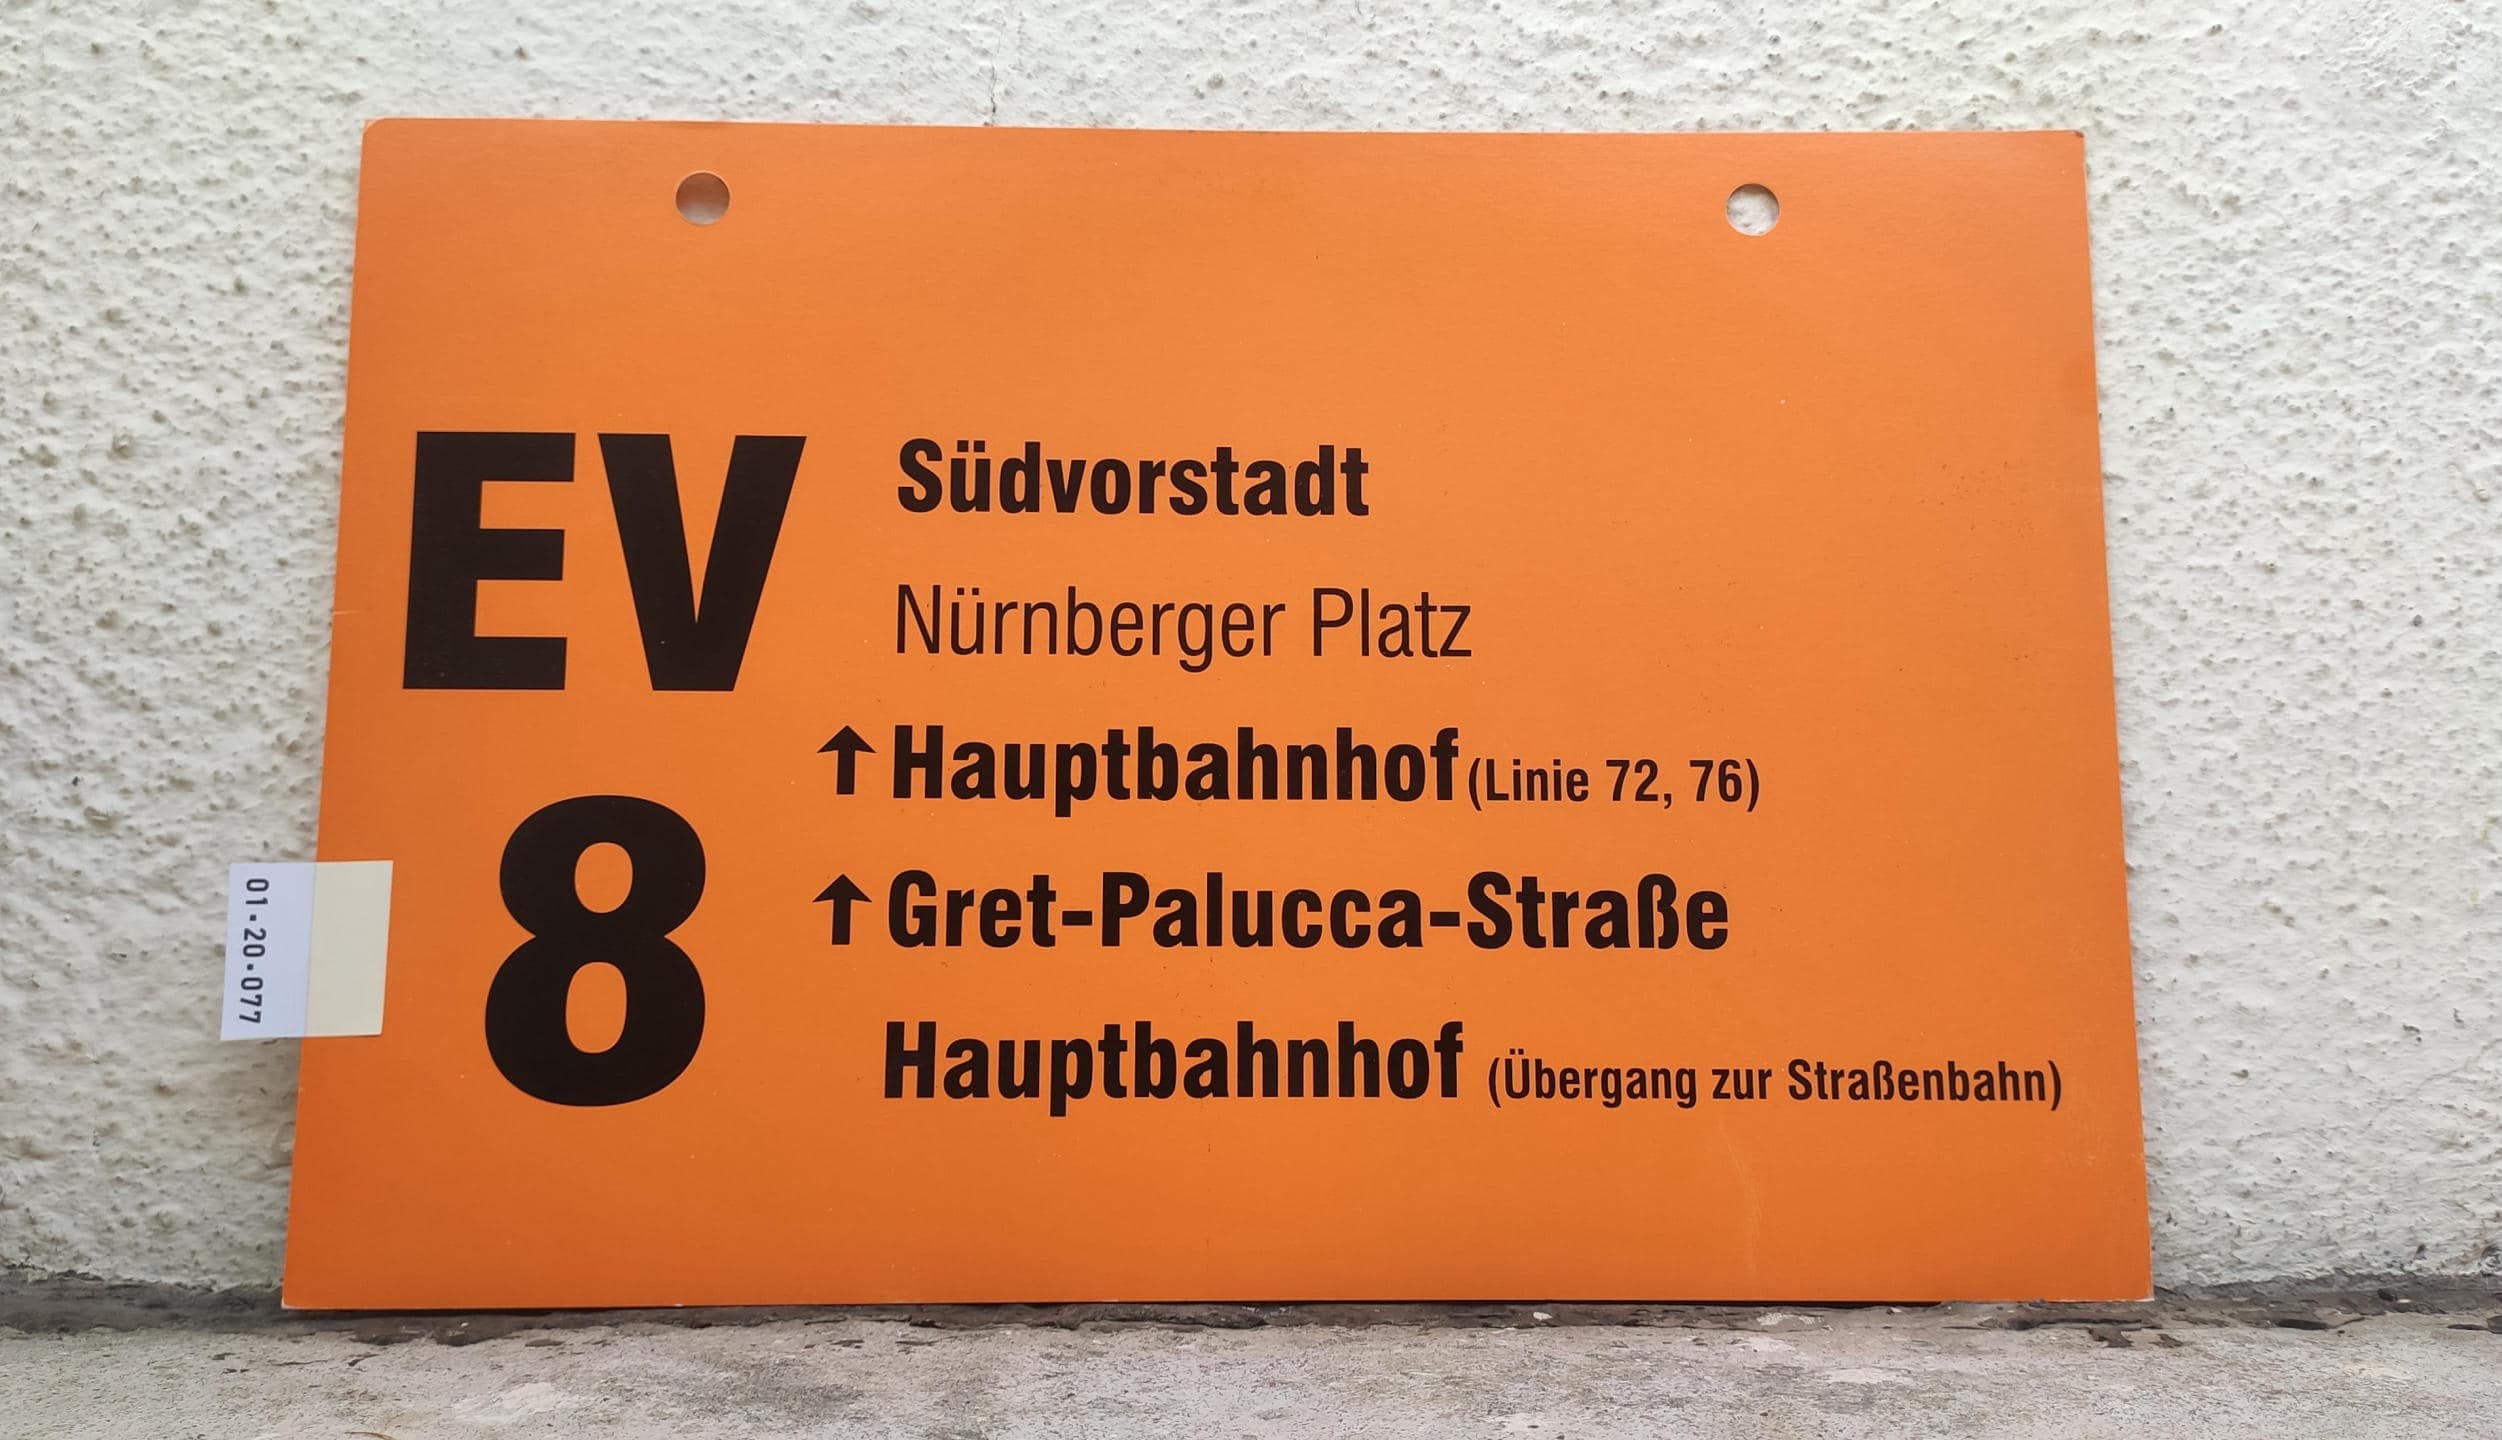 EV
8
Südvorstadt
Nürnberger Platz
↑ Hauptbahnhof (Linie 72, 76)
↑ Gret-Palucca-Straße
Hauptbahnhof (Übergang zur Straßenbahn)
01-20-077